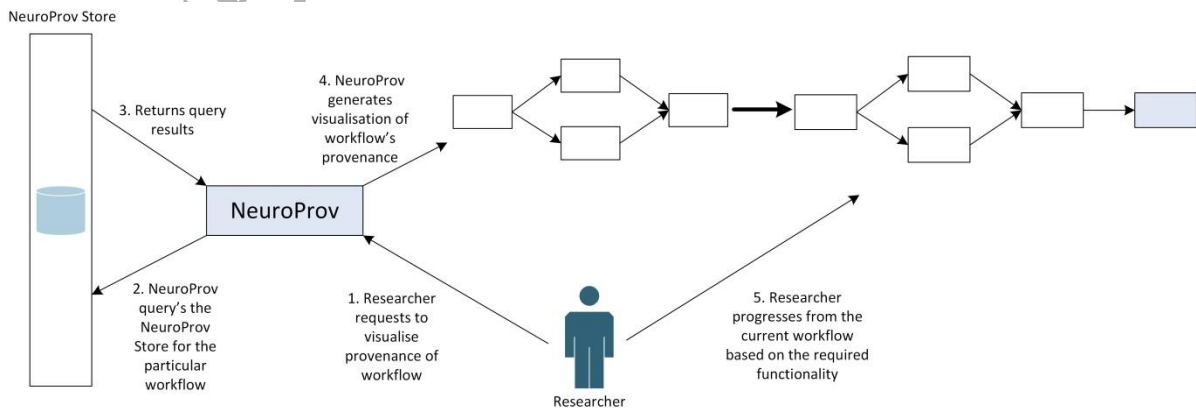 NeuroProv Store
3. Returns query
results
4. NeuroProv
generates
visualisation of
workflow's
provenance
NeuroProv
2. NeuroProv
query's the
NeuroProv
Store for the
particular
workflow
1. Researcher
requests to
visualise
provenance of
workflow
5. Researcher
progresses from the
current workflow
based on the required
functionality
Researcher